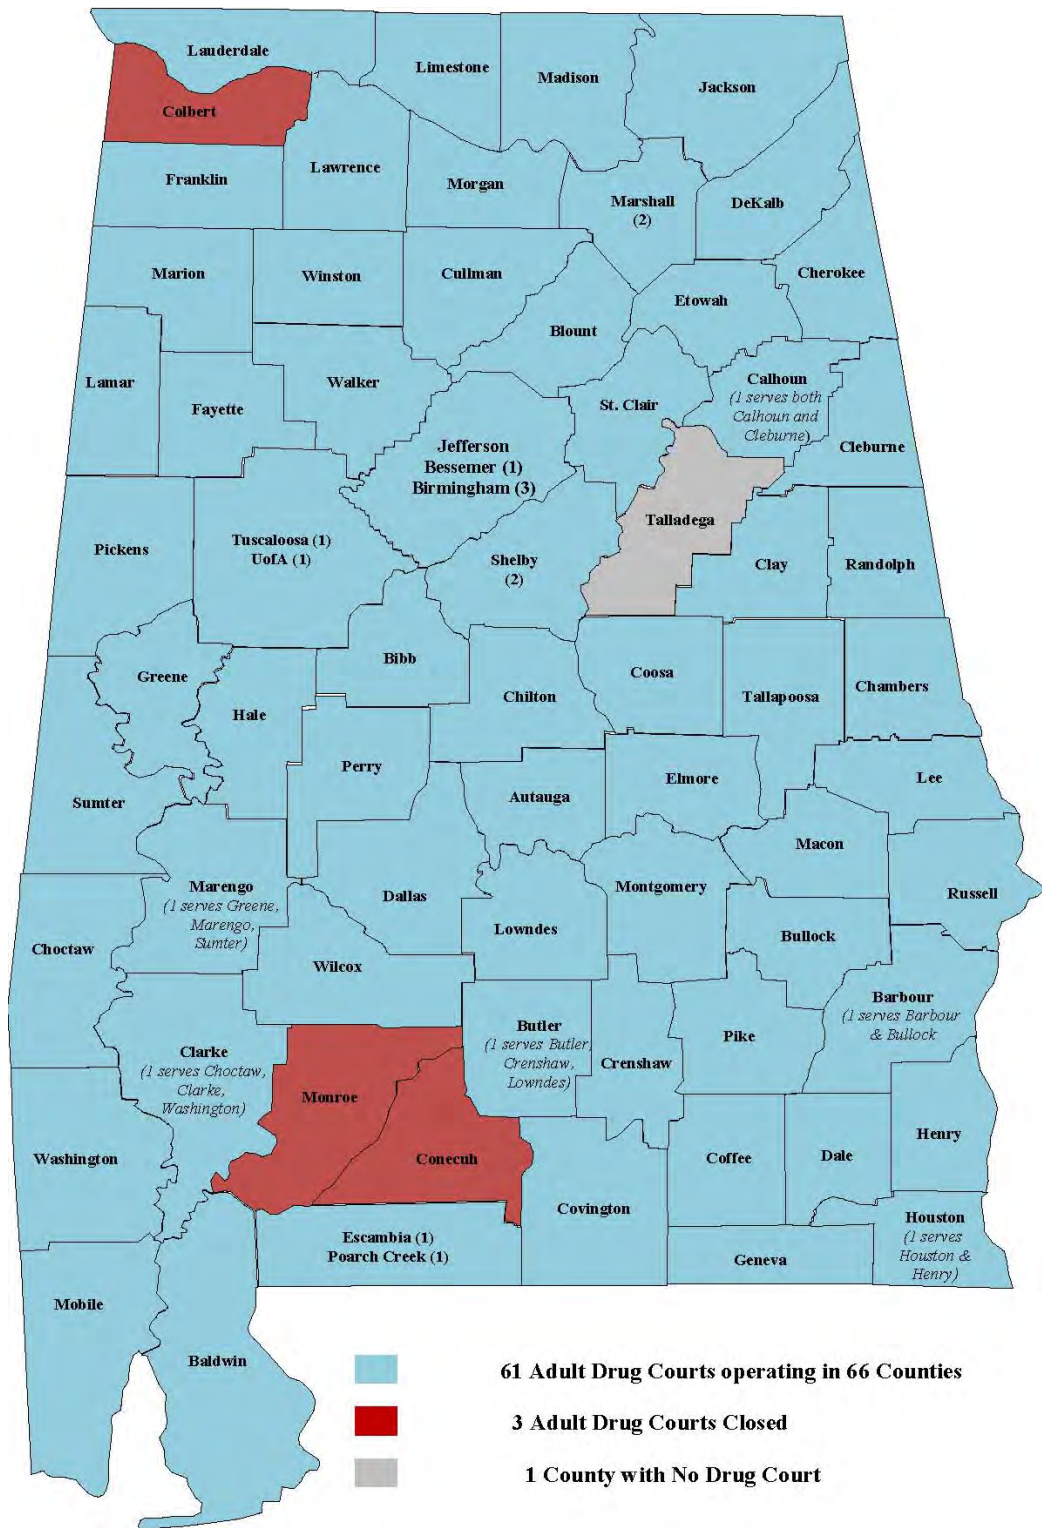 Lauderdale
Limestone
Madison
Jackson
Colbert
Lawrence
Franklin
Morgan
Marshall
(2)
DeKalb
Marion
Winston
Cullman
Cherokee
Etowah
Blount
Lamar
Walker
Fayette
St. Clair
Calhoun
(1 serves both
Calhoun and
Cleburne)
Cleburne
Jefferson
Bessemer (1)
Birmingham (3)
Talladega
Pickens
Tuscaloosa (1)
UofA (1)
Shelby
(2)
Clay
Randolph
Greene
Bibb
Coosa
Tallapoosa
Chambers
Hale
Chilton
Perry
Elmore
Lee
Sumter
Autauga
Macon
Marengo
(1 serves Greene,
Marengo,
Sumter)
Dallas
Montgomery
Russell
Choctaw
Lowndes
Bullock
Wilcox
Barbour
(1 serves Barbour
& Bullock
Clarke
(1 serves Choctaw,
Clarke,
Washington)
Butler
(1 serves Butler,
Crenshaw,
Lowndes)
Crenshaw
Pike
Monroe
Washington
Conecuh
Coffee
Dale
Henry
Covington
Escambia (1)
Poarch Creek (1)
Geneva
Houston
(1 serves
Houston &
Henry)
Mobile
Baldwin
61 Adult Drug Courts operating in 66 Counties
3 Adult Drug Courts Closed
1 County with No Drug Court